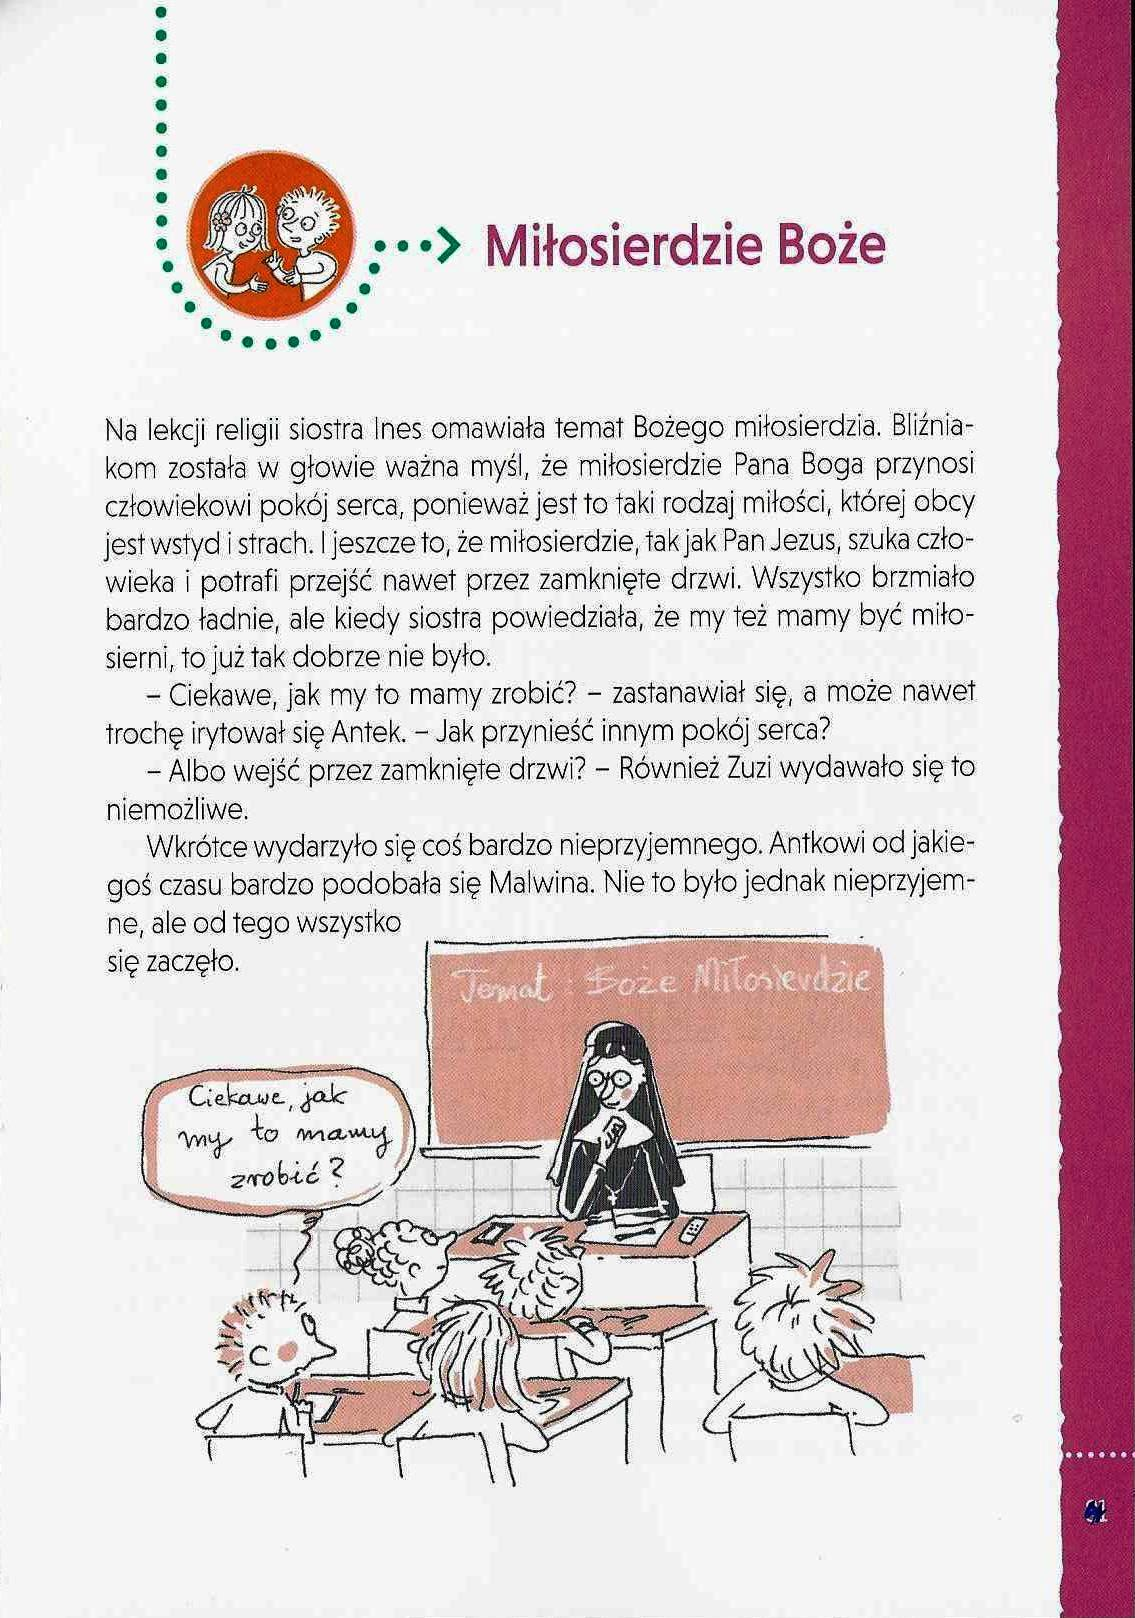 Miłosierdzie Boże
Na lekcji religii siostra Ines omawiała temat Bożego miłosierdzia. Bliźnia-
kom została w głowie ważna myśl, że miłosierdzie Pana Boga przynosi
człowiekowi pokój serca, ponieważ jest to taki rodzaj miłości, której obcy
jest wstyd i strach. I jeszcze to, że miłosierdzie, tak jak Pan Jezus, szuka czło-
wieka i potrafi przejść nawet przez zamknięte drzwi. Wszystko brzmiało
bardzo ładnie, ale kiedy siostra powiedziała, że my też mamy być miło-
sierni, to już tak dobrze nie było.
– Ciekawe, jak my to mamy zrobić? – zastanawiał się, a może nawet
trochę irytował się Antek. – Jak przynieść innym pokój serca?
– Albo wejść przez zamknięte drzwi? – Również Zuzi wydawało się to
niemożliwe.
Wkrótce wydarzyło się coś bardzo nieprzyjemnego. Antkowi od jakie-
goś czasu bardzo podobała się Malwina. Nie to było jednak nieprzyjem-
ne, ale od tego wszystko
się zaczęło.
Temat : Boże Miłosierdzie
Ciekawe, jak
my to mamy
zrobić?